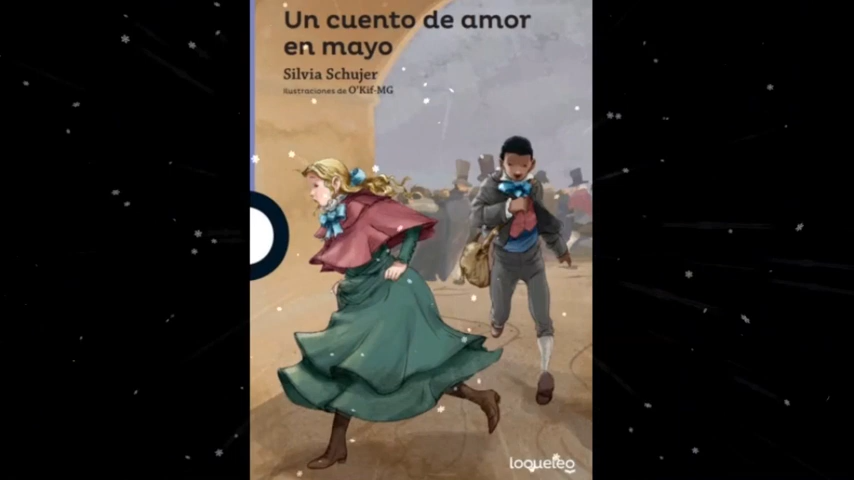 Un cuento de amor
en mayo
Silvia Schujer
Ilustraciones de O'Kif-MG
loqueleo